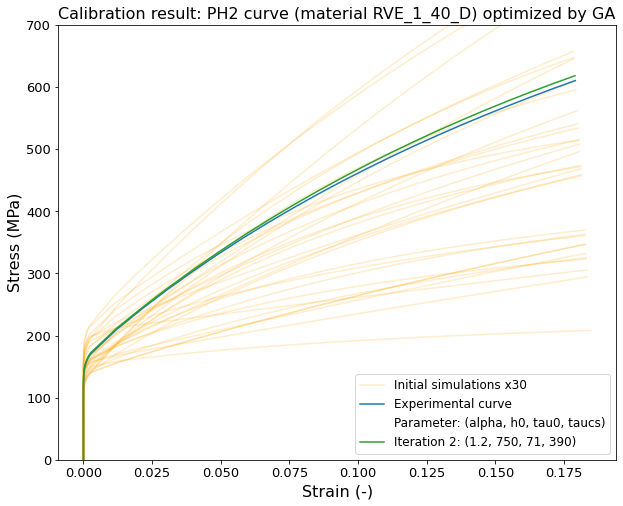 Calibration result: PH2 curve (material RVE_1_40_D) optimized by GA
700
600
500
400
300
200
100
0
Stress (MPa)
0.000 0.025 0.050 0.075 0.100 0.125 0.150 0.175
Strain (-)
Initial simulations x30
Experimental curve
Parameter: (alpha, h0, tau0, taucs)
Iteration 2: (1.2, 750, 71, 390)